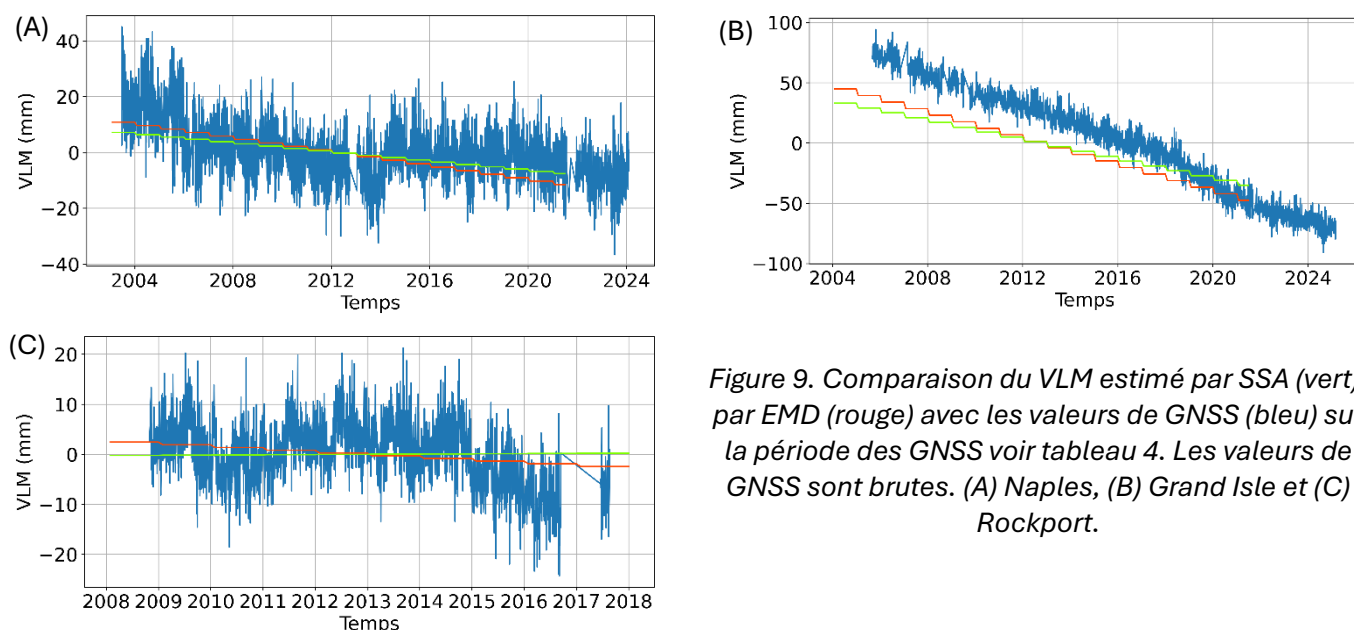 (A)
40
20
0
−20
−40
VLM (mm)
2004 2008 2012 2016 2020 2024
Temps
(B)
100
50
0
−50
−100
VLM (mm)
2004 2008 2012 2016 2020
Temps
(C)
20
10
0
−10
−20
VLM (mm)
2008 2009 2010 2011 2012 2013 2014 2015 2016 2017 2018
Temps
Figure 9. Comparaison du VLM estimé par SSA (vert)
par EMD (rouge) avec les valeurs de GNSS (bleu) su
la période des GNSS voir tableau 4. Les valeurs de
GNSS sont brutes. (A) Naples, (B) Grand Isle et (C)
Rockport.